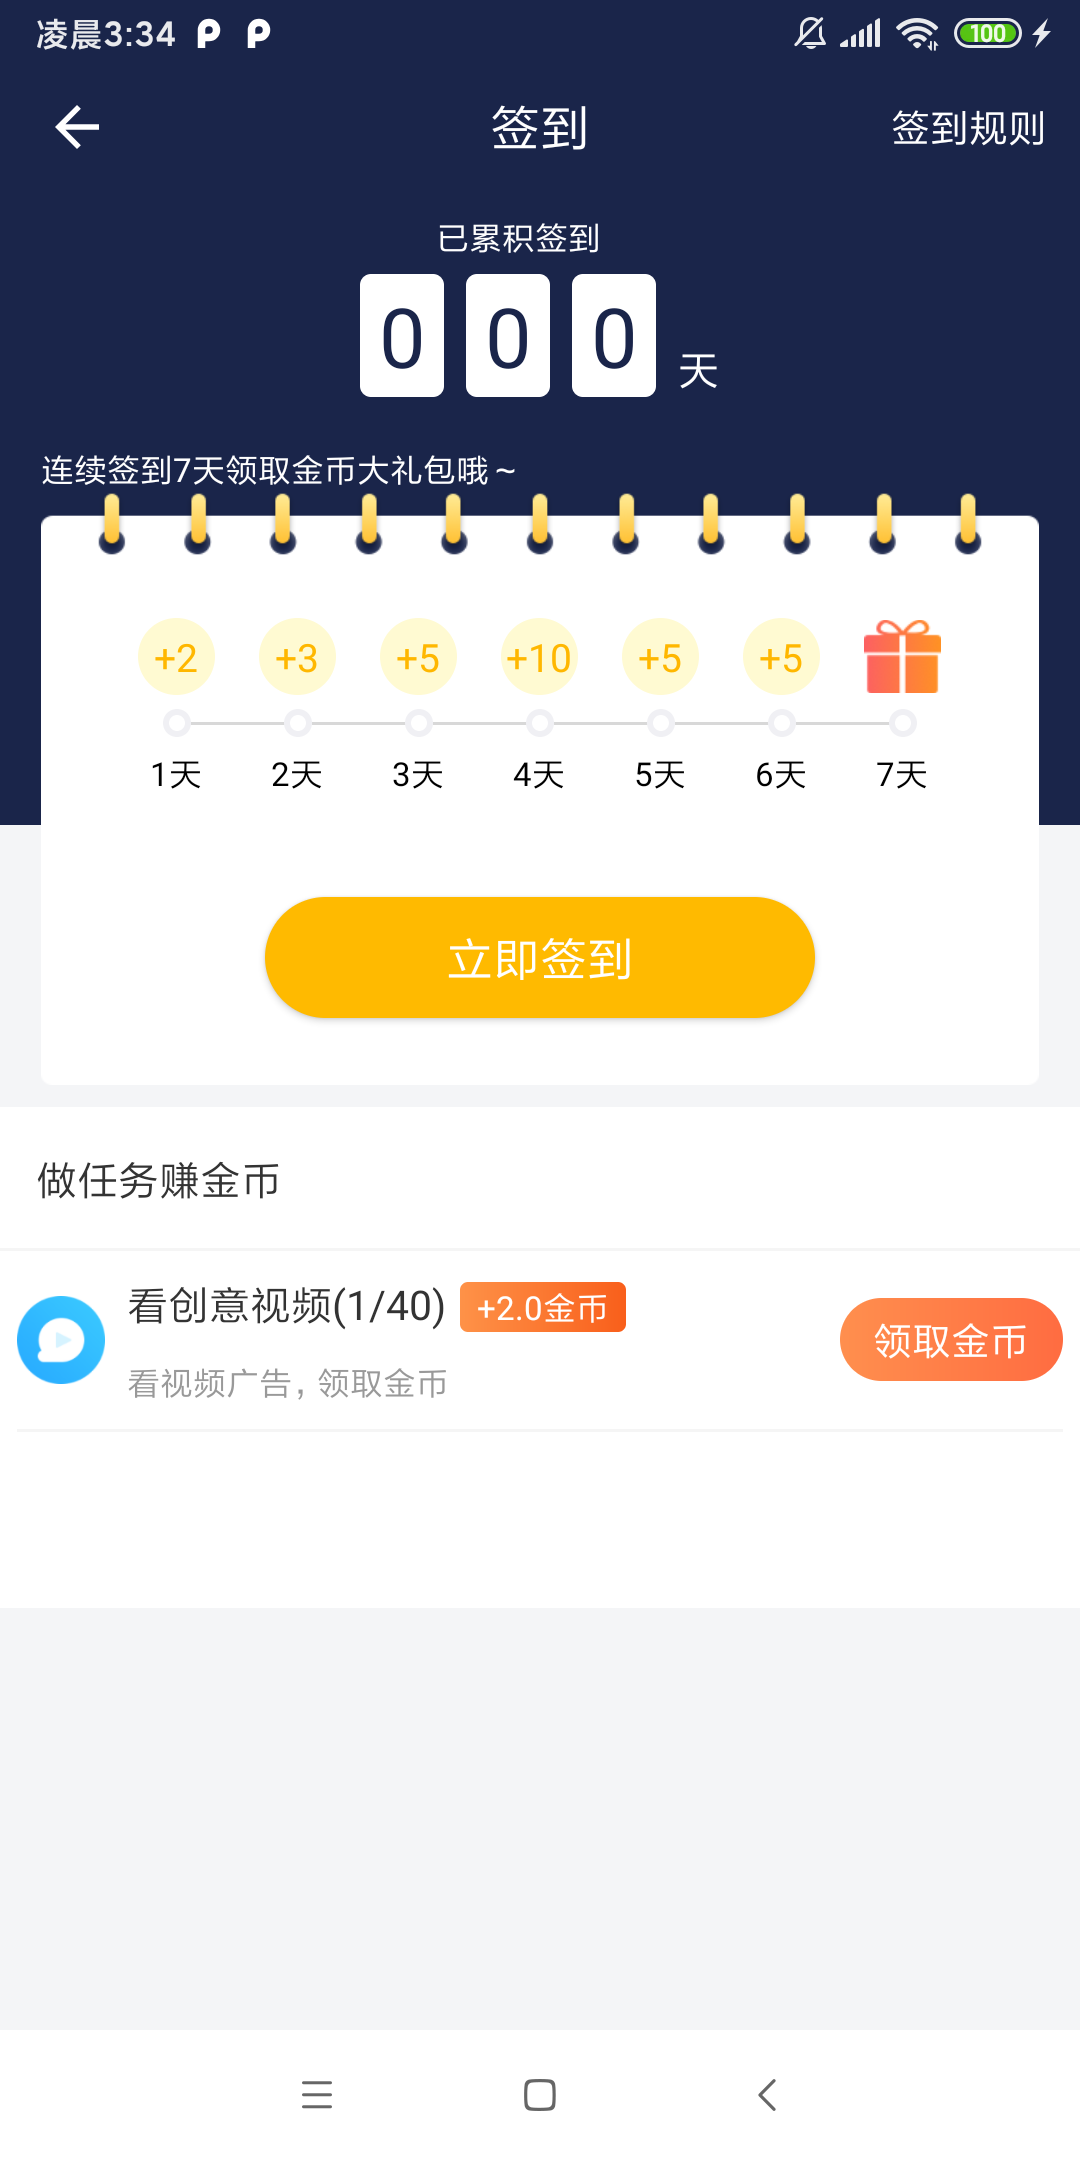 凌晨3:34
100
签到
签到规则
已累积签到
0 0 0 天
连续签到7天领取金币大礼包哦~
+2 +3 +5 +10 +5 +5
1天 2天 3天 4天 5天 6天 7天
立即签到
做任务赚金币
看创意视频(1/40) +2.0金币
看视频广告，领取金币
领取金币